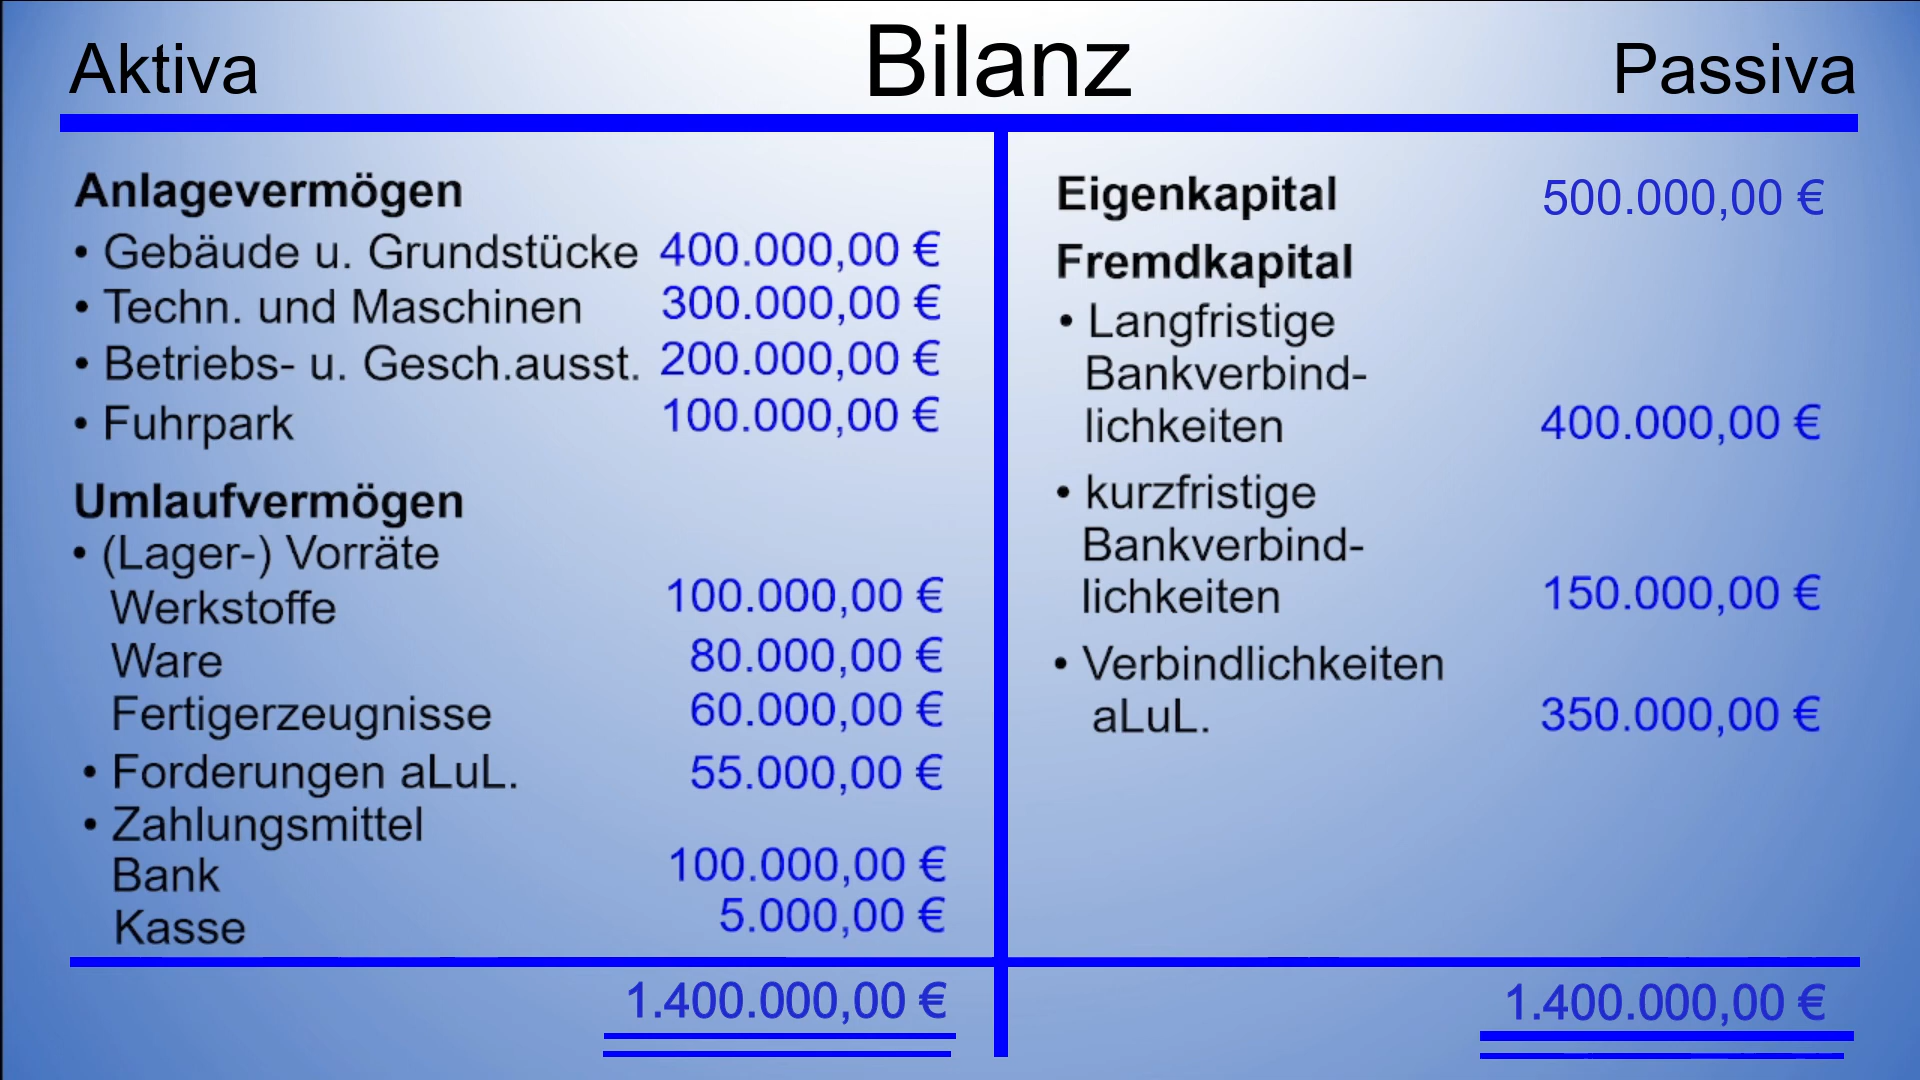 Aktiva Bilanz Passiva
Anlagevermögen
• Gebäude u. Grundstücke 400.000,00 €
• Techn. und Maschinen 300.000,00 €
• Betriebs- u. Gesch.ausst. 200.000,00 €
• Fuhrpark 100.000,00 €
Umlaufvermögen
• (Lager-) Vorräte
Werkstoffe 100.000,00 €
Ware 80.000,00 €
Fertigerzeugnisse 60.000,00 €
• Forderungen aLuL. 55.000,00 €
• Zahlungsmittel
Bank 100.000,00 €
Kasse 5.000,00 €
1.400.000,00 €
Eigenkapital 500.000,00 €
Fremdkapital
• Langfristige
Bankverbind-
lichkeiten 400.000,00 €
• kurzfristige
Bankverbind-
lichkeiten 150.000,00 €
• Verbindlichkeiten
aLuL. 350.000,00 €
1.400.000,00 €